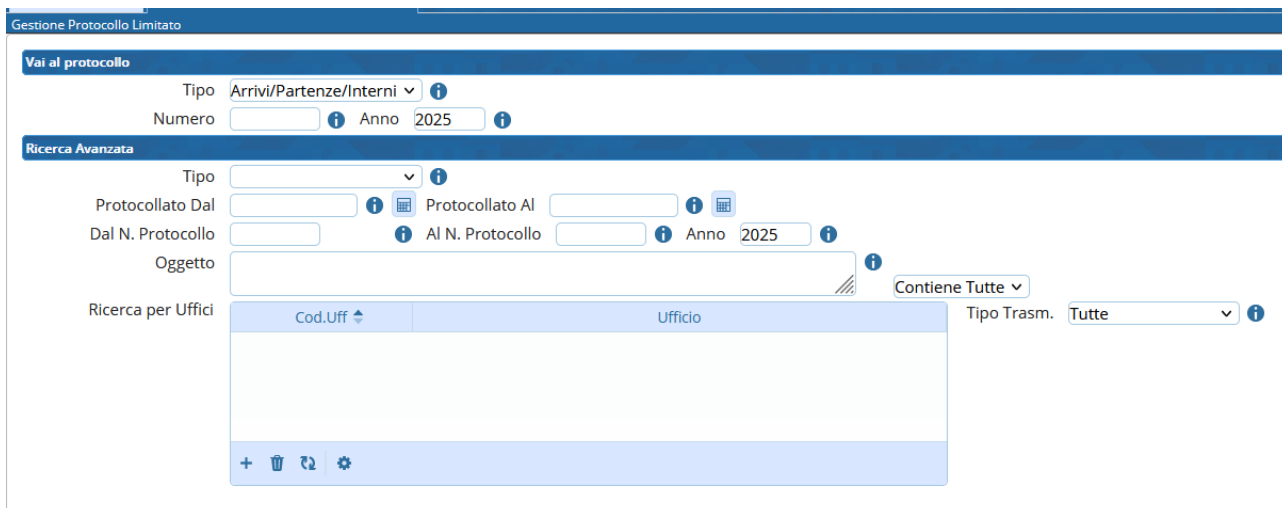 Gestione Protocollo Limitato
Vai al protocollo
Tipo Arrivi/Partenze/Interni
Numero Anno 2025
Ricerca Avanzata
Tipo
Protocollato Dal Protocollato Al
Dal N. Protocollo Al N. Protocollo Anno 2025
Oggetto
Contiene Tutte
Ricerca per Uffici Cod.Uff Ufficio Tipo Trasm. Tutte